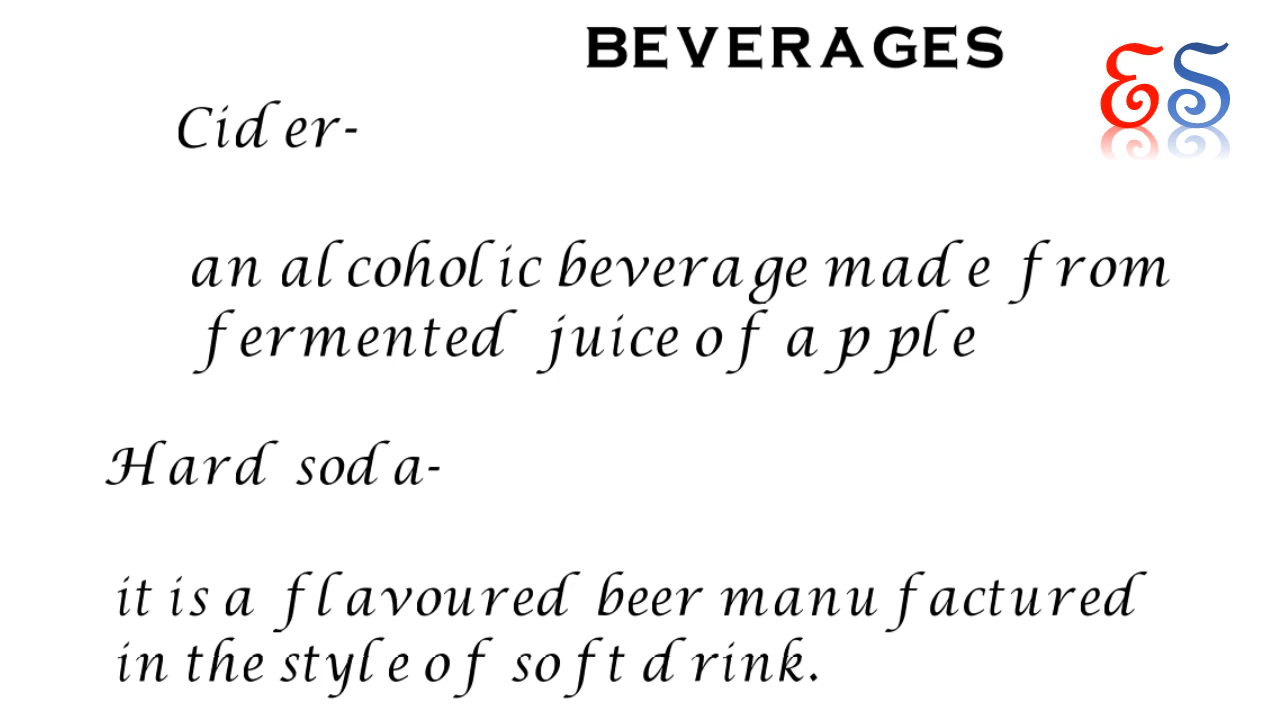 BEVERAGES
ES
Cider-
an alcoholic beverage made from
fermented juice of apple
Hard soda-
it is a flavoured beer manufactured
in the style of soft drink.